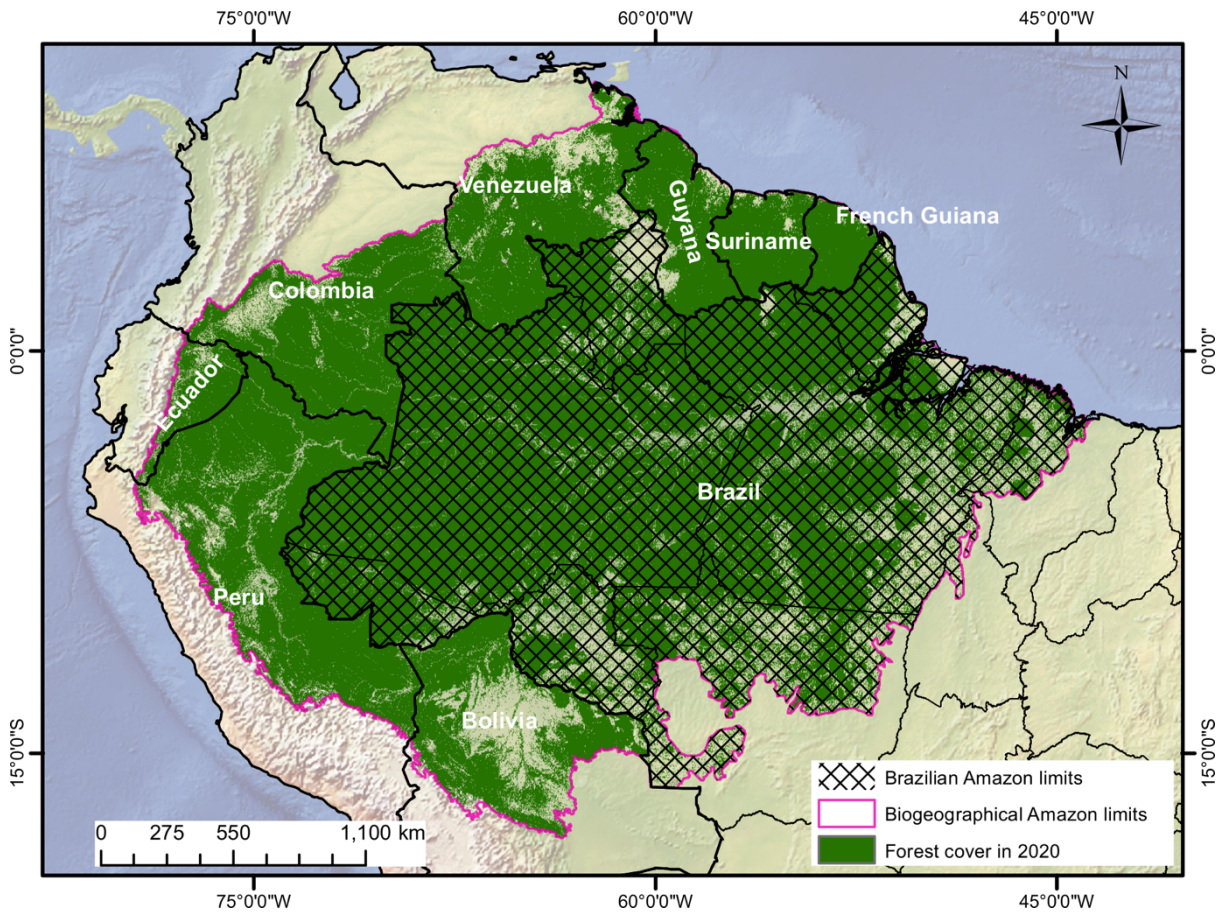 75°0'0"W 60°0'0"W 45°0'0"W
N
Venezuela
Guyana
French Guiana
Suriname
Colombia
0°0'0" 0°0'0"
Ecuador
Brazil
Peru
Bolivia
15°0'0"S 15°0'0"S
Brazilian Amazon limits
Biogeographical Amazon limits
Forest cover in 2020
0 275 550 1,100 km
75°0'0"W 60°0'0"W 45°0'0"W